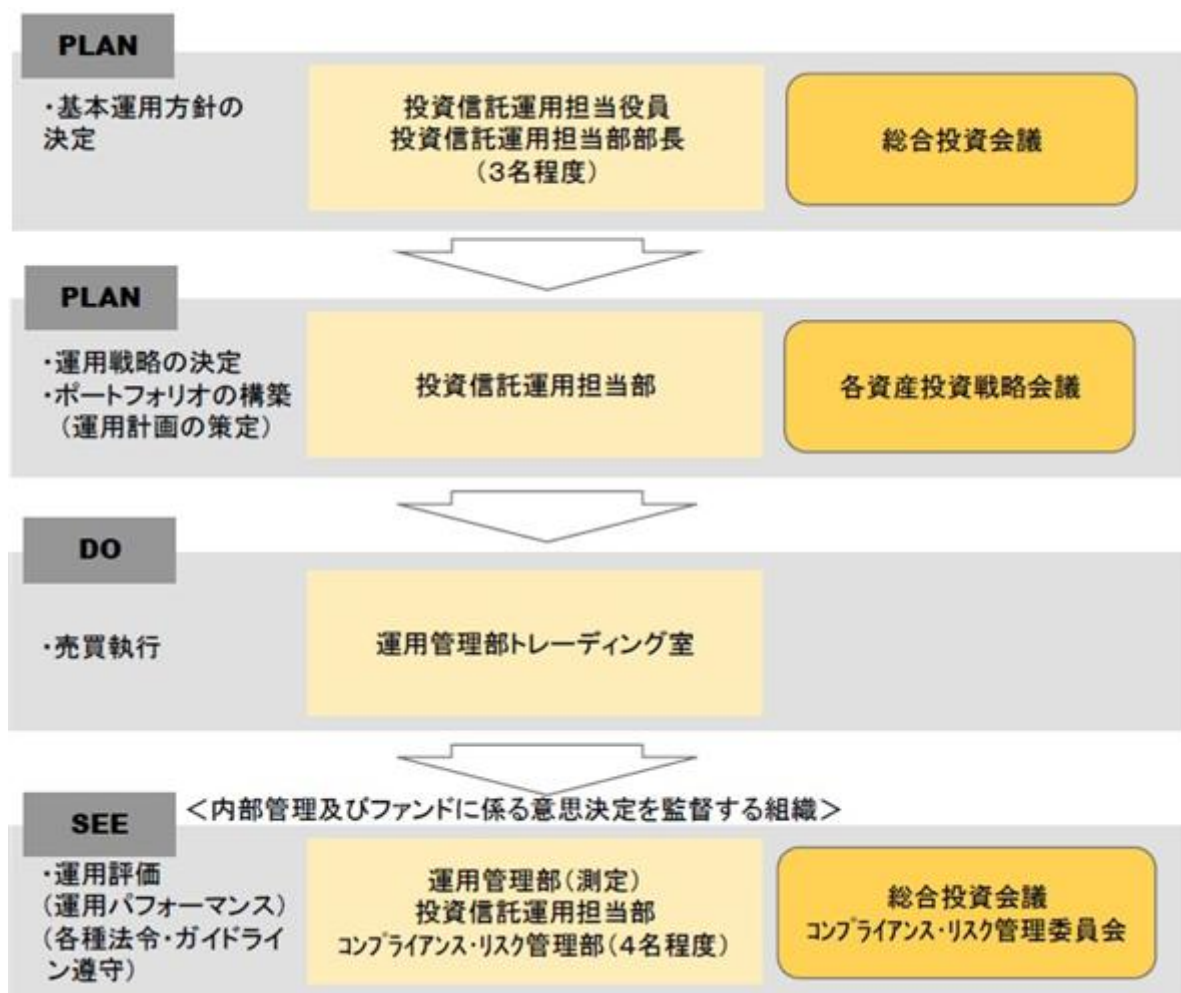 PLAN
・基本運用方針の
決定
投資信託運用担当役員
投資信託運用担当部部長
(3名程度)
総合投資会議
PLAN
・運用戦略の決定
・ポートフォリオの構築
(運用計画の策定)
投資信託運用担当部
各資産投資戦略会議
DO
・売買執行
運用管理部トレーディング室
SEE
<内部管理及びファンドに係る意思決定を監督する組織>
・運用評価
(運用パフォーマンス)
(各種法令・ガイドライ
ン遵守)
運用管理部(測定)
投資信託運用担当部
コンプライアンス・リスク管理部(4名程度)
総合投資会議
コンプライアンス・リスク管理委員会